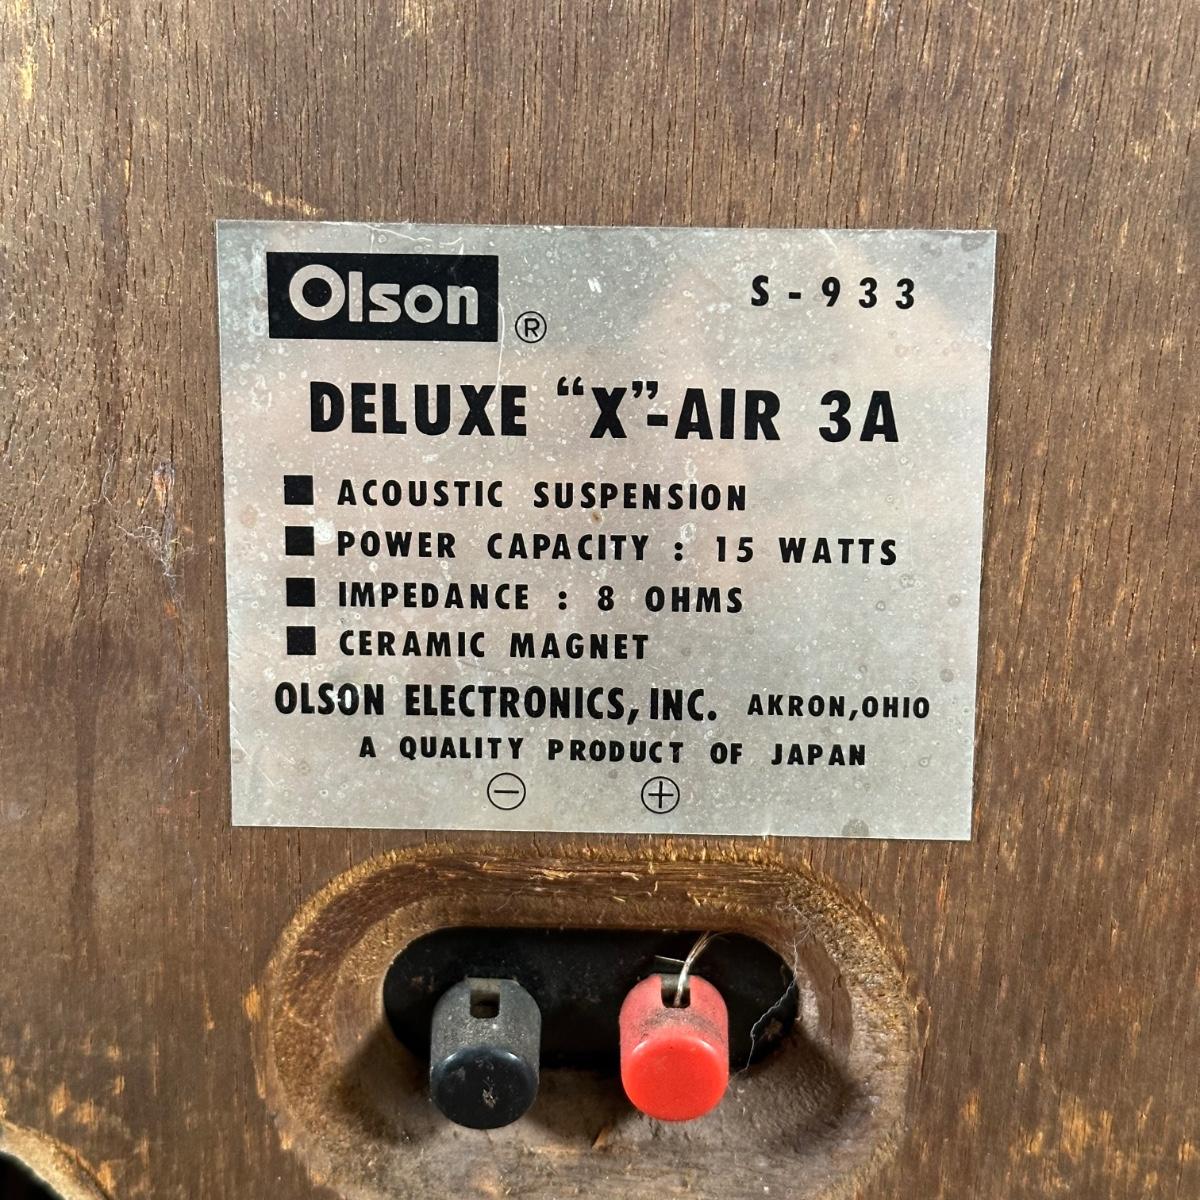 Olson ® S-933
DELUXE "X"-AIR 3A
■ ACOUSTIC SUSPENSION
■ POWER CAPACITY : 15 WATTS
■ IMPEDANCE : 8 OHMS
■ CERAMIC MAGNET
OLSON ELECTRONICS, INC. AKRON, OHIO
A QUALITY PRODUCT OF JAPAN
⊖ ⊕